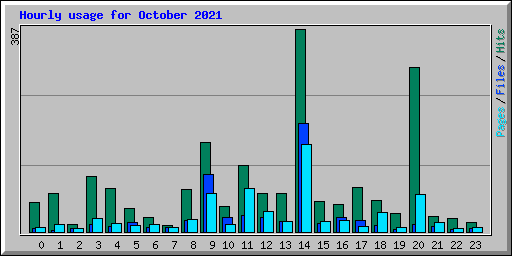 Hourly usage for October 2021
387
Pages / Files / Hits
0 1 2 3 4 5 6 7 8 9 10 11 12 13 14 15 16 17 18 19 20 21 22 23